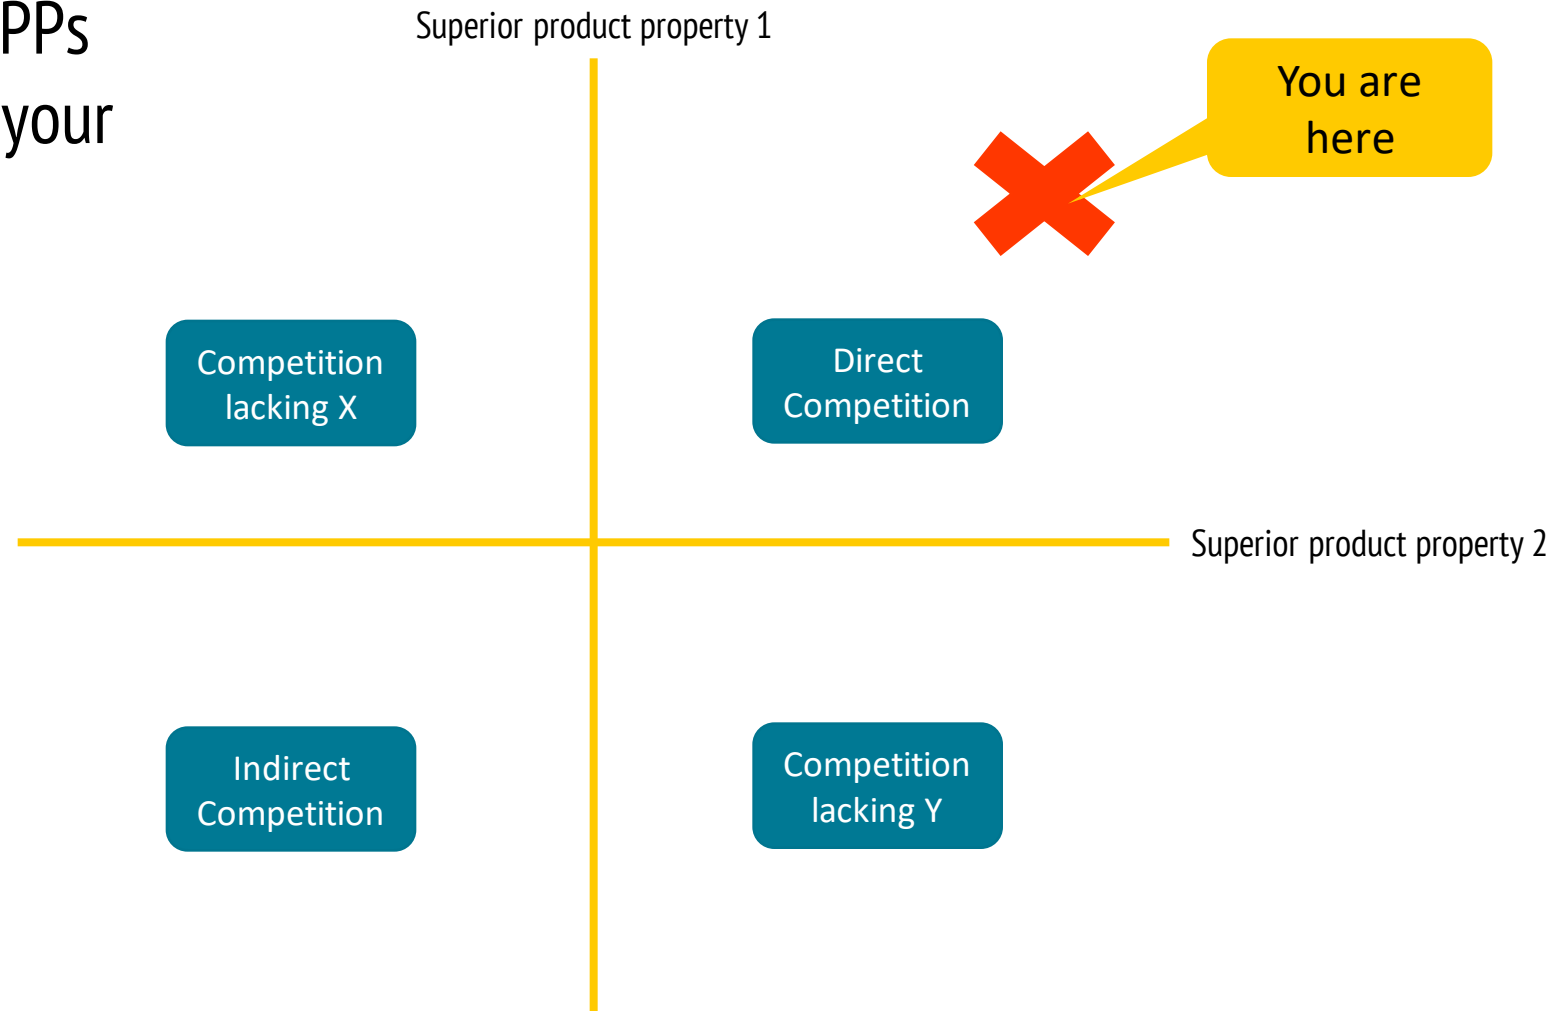 PPs
your
Superior product property 1
You are
here
Competition
lacking X
Direct
Competition
Superior product property 2
Indirect
Competition
Competition
lacking Y